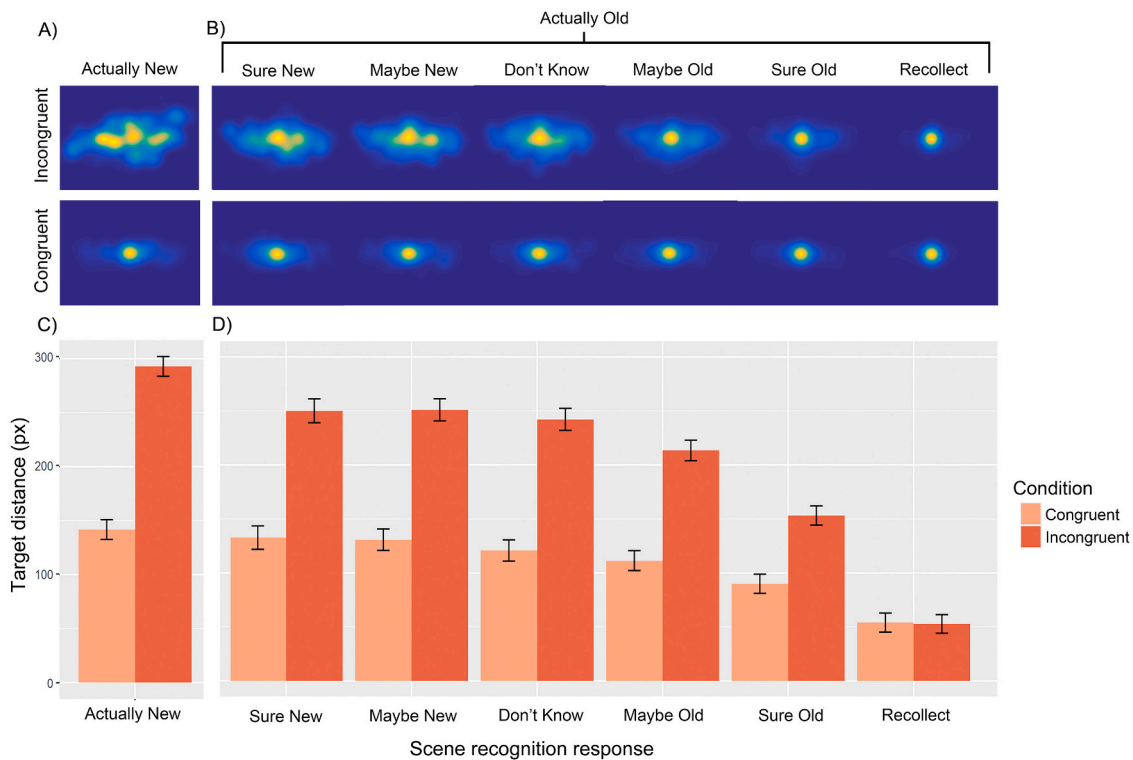 Actually Old
A)
B)
Actually New
Sure New
Maybe New
Don't Know
Maybe Old
Sure Old
Recollect
Incongruent
Congruent
C)
D)
Target distance (px)
300
200
100
0
Condition
Congruent
Incongruent
Actually New
Sure New
Maybe New
Don't Know
Maybe Old
Sure Old
Recollect
Scene recognition response